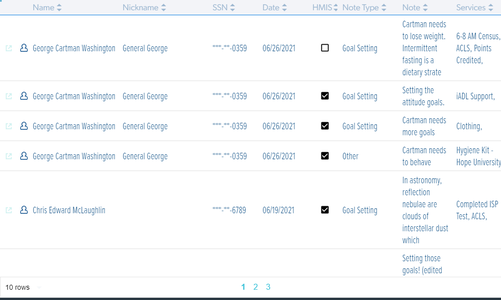 Name Nickname SSN Date HMIS Note Type Note Services
George Cartman Washington General George ***-**-0359 06/26/2021 Goal Setting
Cartman needs
to lose weight.
Intermittent
fasting is a
dietary strate
6-8 AM Census,
ACLS, Points
Credited,
George Cartman Washington General George ***-**-0359 06/26/2021 Goal Setting
Setting the
attitude goals.
iADL Support,
George Cartman Washington General George ***-**-0359 06/26/2021 Goal Setting
Cartman needs
more goals
Clothing,
George Cartman Washington General George ***-**-0359 06/26/2021 Other
Cartman needs
to behave
Hygiene Kit -
Hope University
Chris Edward McLaughlin ***-**-6789 06/19/2021 Goal Setting
In astronomy,
reflection
nebulae are
clouds of
interstellar dust
which
Completed ISP
Test, ACLS,
Setting those
goals! (edited
10 rows 1 2 3